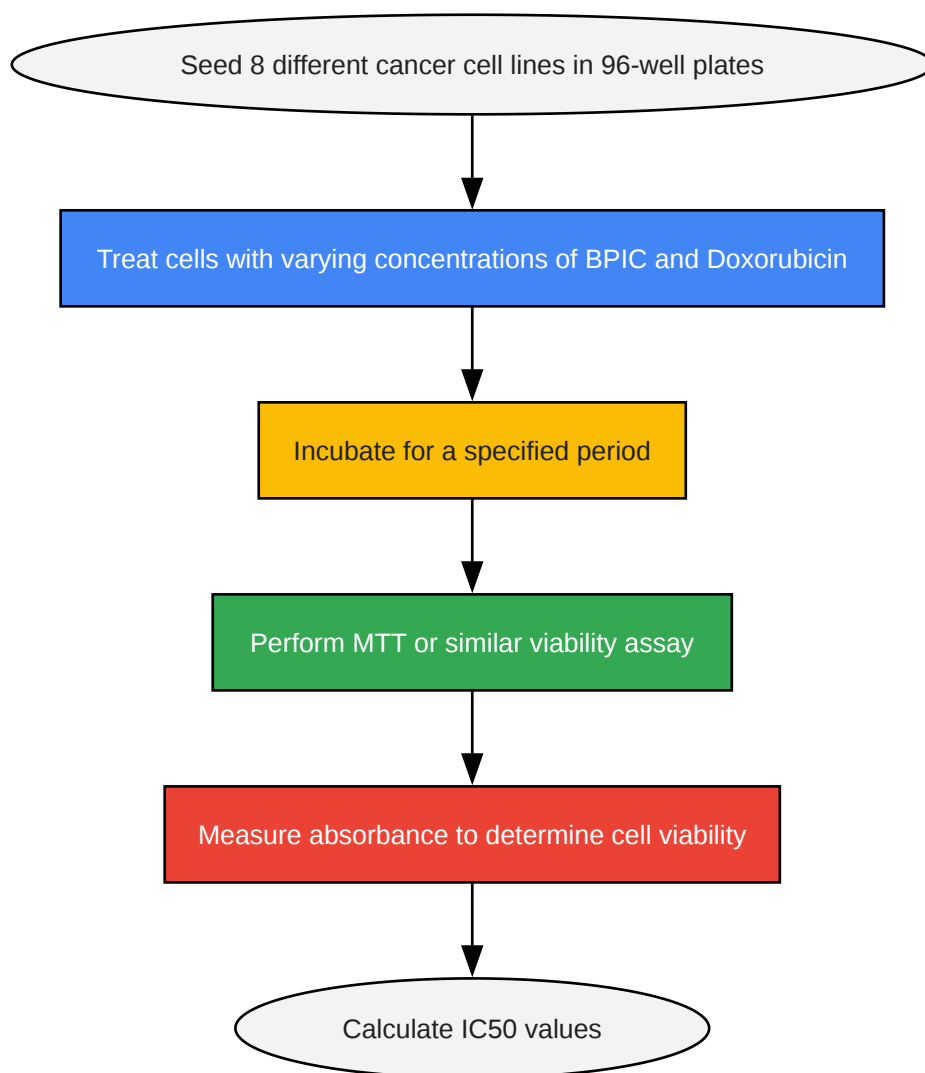 Seed 8 different cancer cell lines in 96-well plates
Treat cells with varying concentrations of BPIC and Doxorubicin
Incubate for a specified period
Perform MTT or similar viability assay
Measure absorbance to determine cell viability
Calculate IC50 values